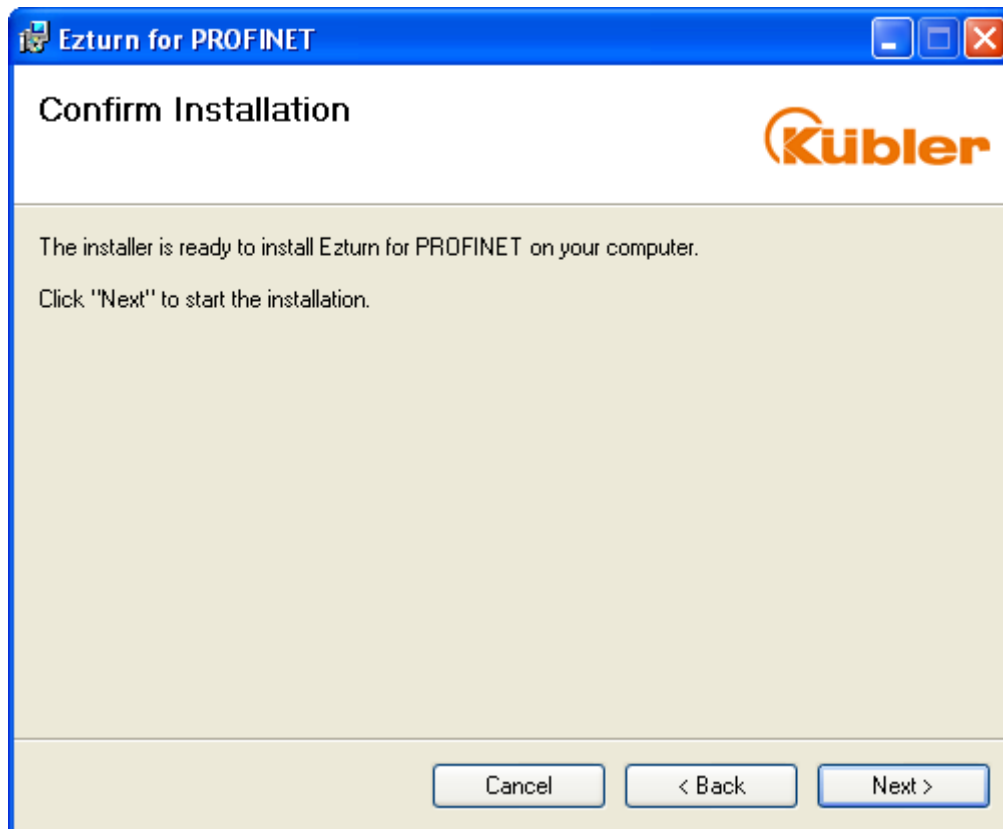 Ezturn for PROFINET
Confirm Installation
Kübler
The installer is ready to install Ezturn for PROFINET on your computer.
Click "Next" to start the installation.
Cancel
< Back
Next >